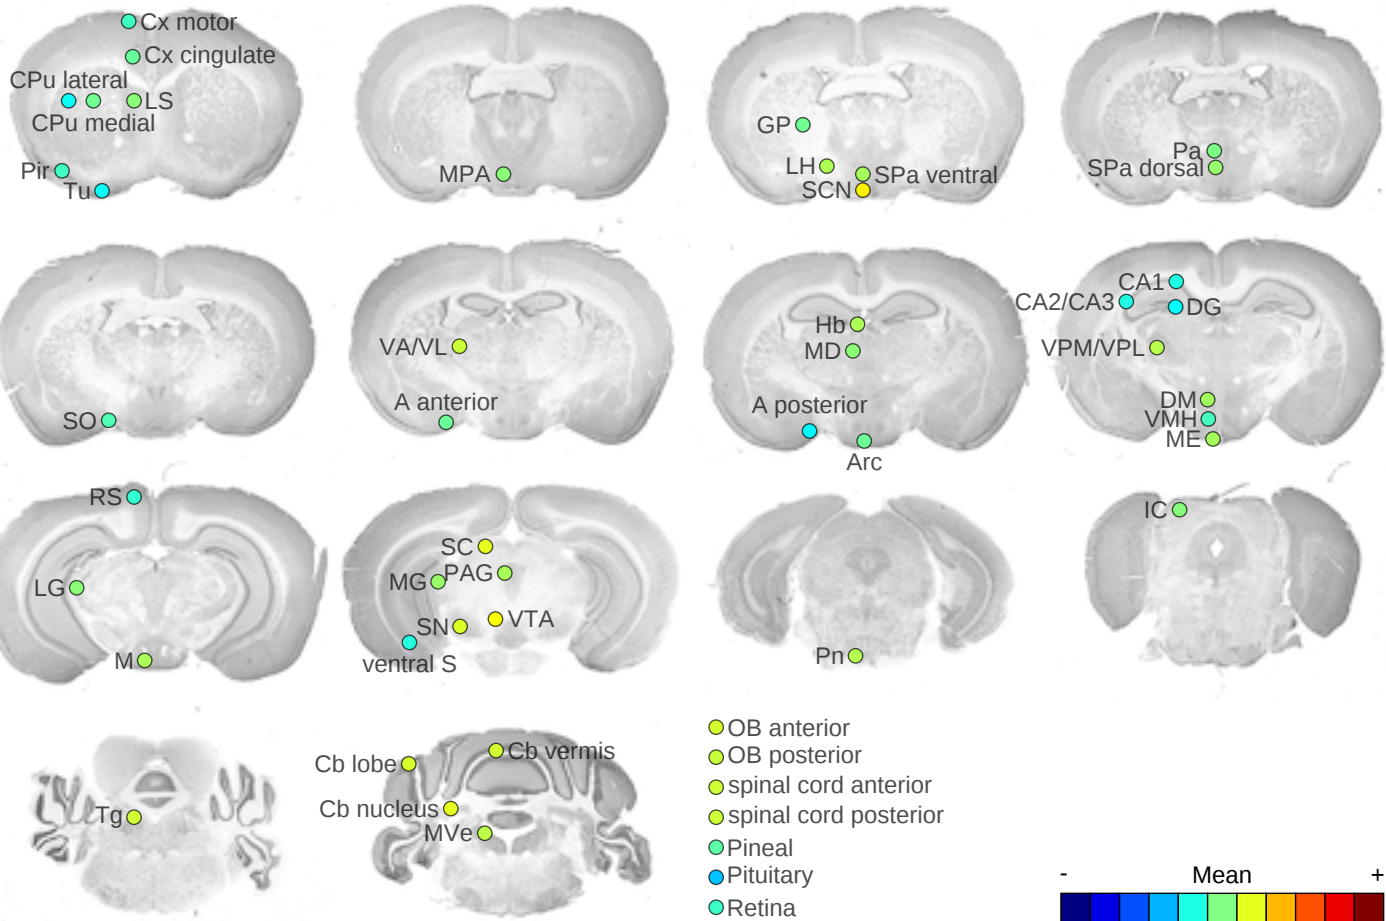 Cx motor
Cx cingulate
CPu lateral
LS
CPu medial
Pir
Tu
MPA
GP
LH
SPa ventral
SCN
Pa
SPa dorsal
SO
VA/VL
A anterior
Hb
MD
A posterior
Arc
CA1
CA2/CA3
DG
VPM/VPL
DM
VMH
ME
RS
LG
M
SC
MG
PAG
SN
VTA
ventral S
Pn
IC
Tg
Cb lobe
Cb vermis
Cb nucleus
MVe
OB anterior
OB posterior
spinal cord anterior
spinal cord posterior
Pineal
Pituitary
Retina
- Mean +